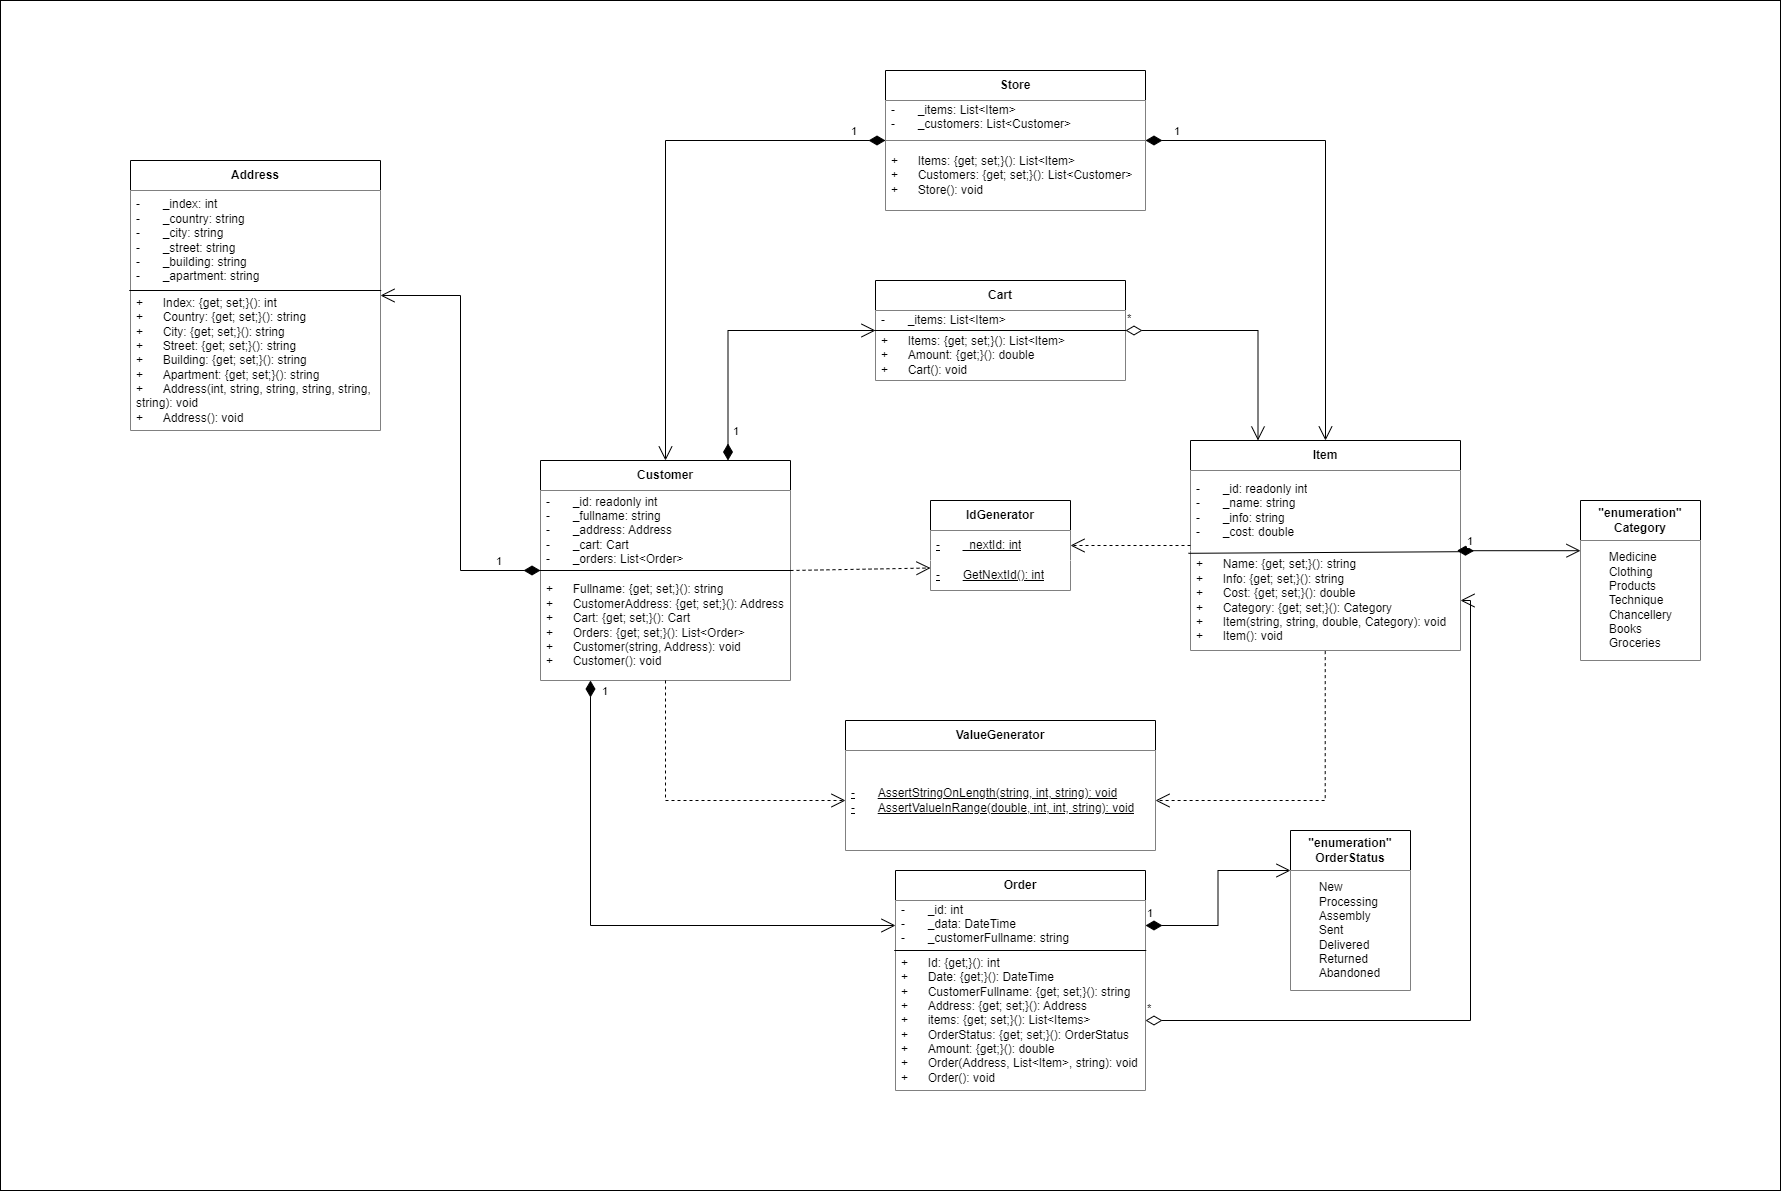 Store
- _items: List<Item>
- _customers: List<Customer>
+ Items: {get; set;}(): List<Item>
+ Customers: {get; set;}(): List<Customer>
+ Store(): void
1
1
Address
- _index: int
- _country: string
- _city: string
- _street: string
- _building: string
- _apartment: string
+ Index: {get; set;}(): int
+ Country: {get; set;}(): string
+ City: {get; set;}(): string
+ Street: {get; set;}(): string
+ Building: {get; set;}(): string
+ Apartment: {get; set;}(): string
+ Address(int, string, string, string, string,
string): void
+ Address(): void
Cart
- _items: List<Item>
+ Items: {get; set;}(): List<Item>
+ Amount: {get;}(): double
+ Cart(): void
*
1
Customer
- _id: readonly int
- _fullname: string
- _address: Address
- _cart: Cart
- _orders: List<Order>
+ Fullname: {get; set;}(): string
+ CustomerAddress: {get; set;}(): Address
+ Cart: {get; set;}(): Cart
+ Orders: {get; set;}(): List<Order>
+ Customer(string, Address): void
+ Customer(): void
1
1
IdGenerator
- _nextId: int
- GetNextId(): int
Item
- _id: readonly int
- _name: string
- _info: string
- _cost: double
+ Name: {get; set;}(): string
+ Info: {get; set;}(): string
+ Cost: {get; set;}(): double
+ Category: {get; set;}(): Category
+ Item(string, string, double, Category): void
+ Item(): void
1
"enumeration"
Category
Medicine
Clothing
Products
Technique
Chancellery
Books
Groceries
ValueGenerator
- AssertStringOnLength(string, int, string): void
- AssertValueInRange(double, int, int, string): void
"enumeration"
OrderStatus
New
Processing
Assembly
Sent
Delivered
Returned
Abandoned
Order
- _id: int
- _data: DateTime
- _customerFullname: string
+ Id: {get;}(): int
+ Date: {get;}(): DateTime
+ CustomerFullname: {get; set;}(): string
+ Address: {get; set;}(): Address
+ items: {get; set;}(): List<Items>
+ OrderStatus: {get; set;}(): OrderStatus
+ Amount: {get;}(): double
+ Order(Address, List<Item>, string): void
+ Order(): void
1
*